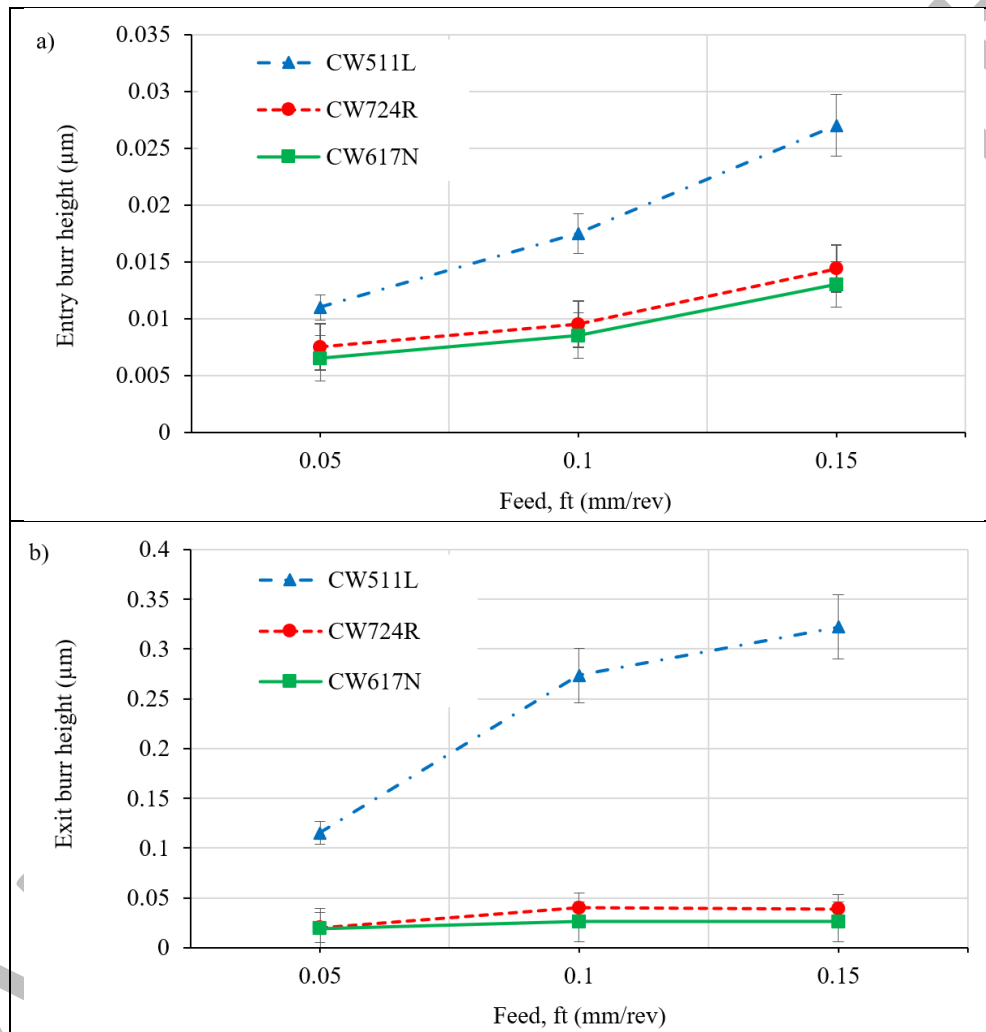 a)
Entry burr height (μm)
0.035
0.03
0.025
0.02
0.015
0.01
0.005
0
CW511L
CW724R
CW617N
0.05 0.1 0.15
Feed, ft (mm/rev)
b)
Exit burr height (μm)
0.4
0.35
0.3
0.25
0.2
0.15
0.1
0.05
0
CW511L
CW724R
CW617N
0.05 0.1 0.15
Feed, ft (mm/rev)